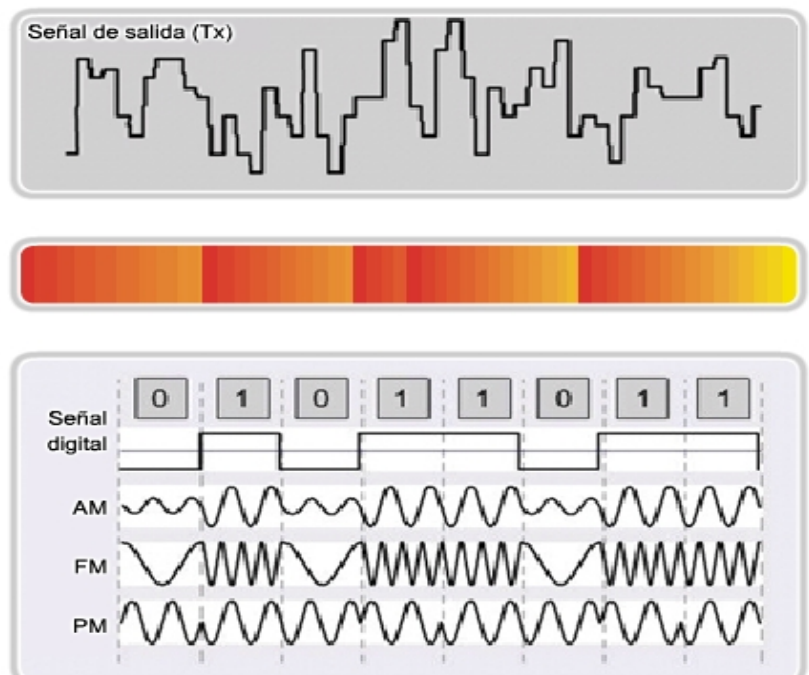 Señal de salida (Tx)
0 1 0 1 1 0 1 1
Señal
digital
AM
FM
PM